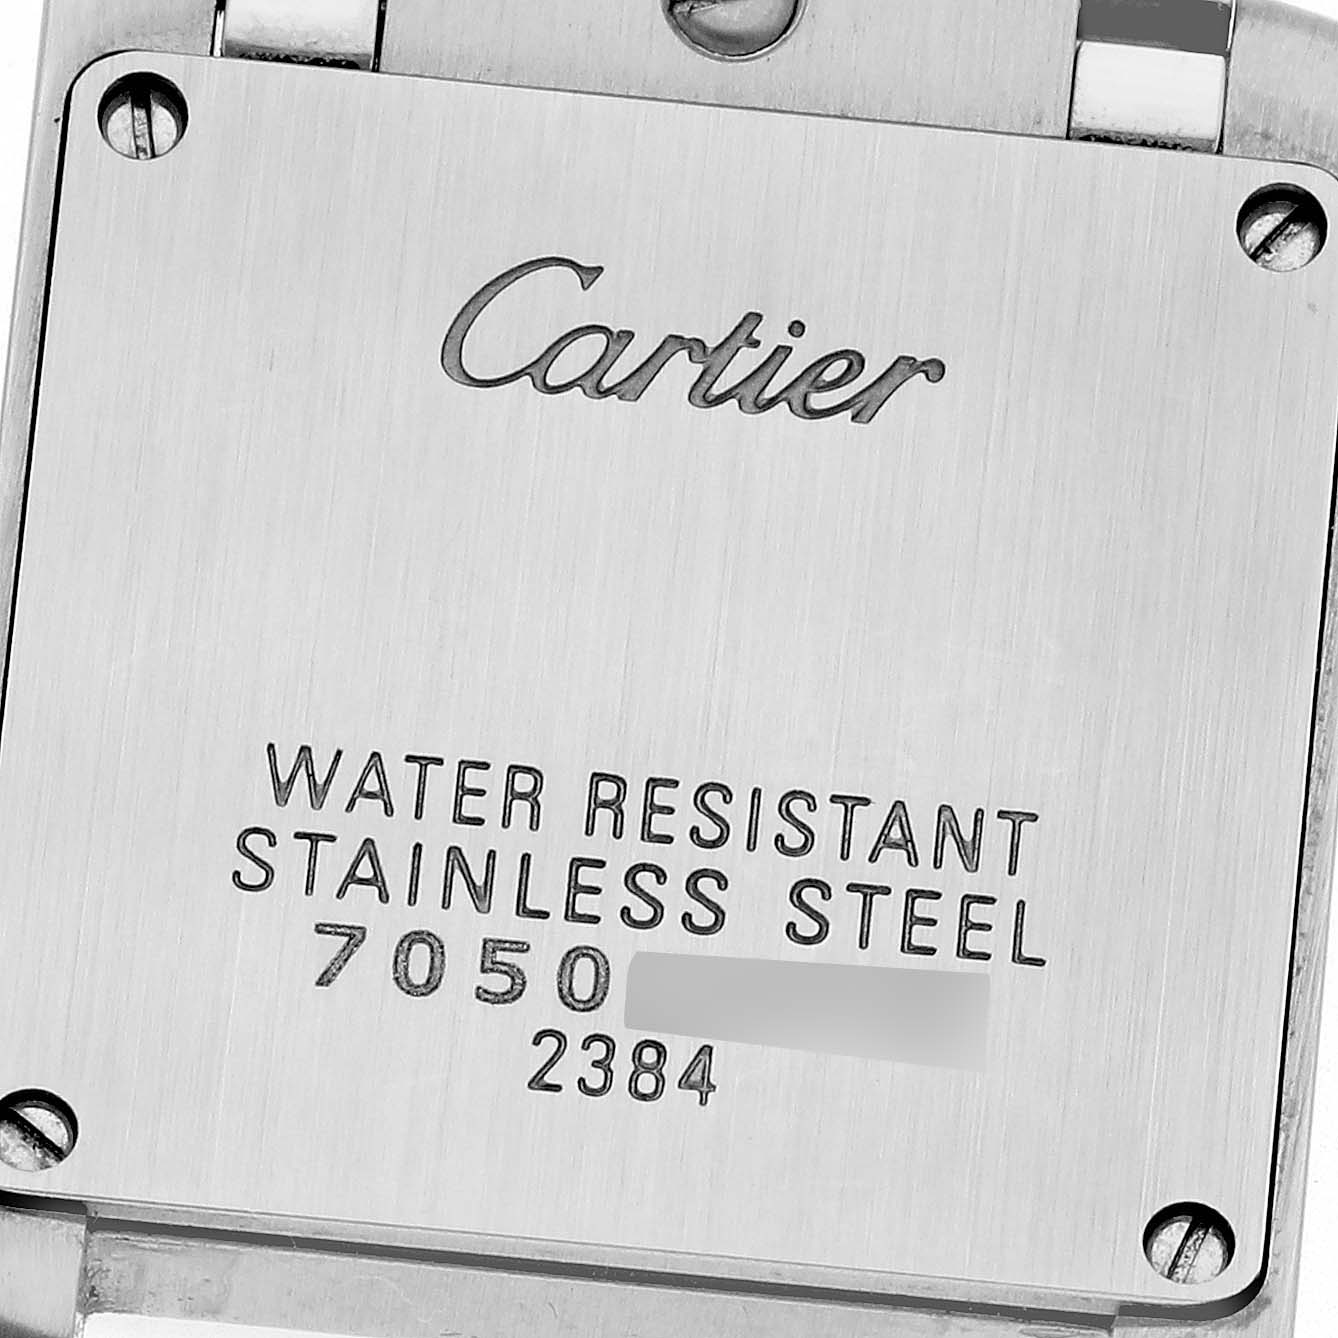 Cartier
WATER RESISTANT
STAINLESS STEEL
7050
2384